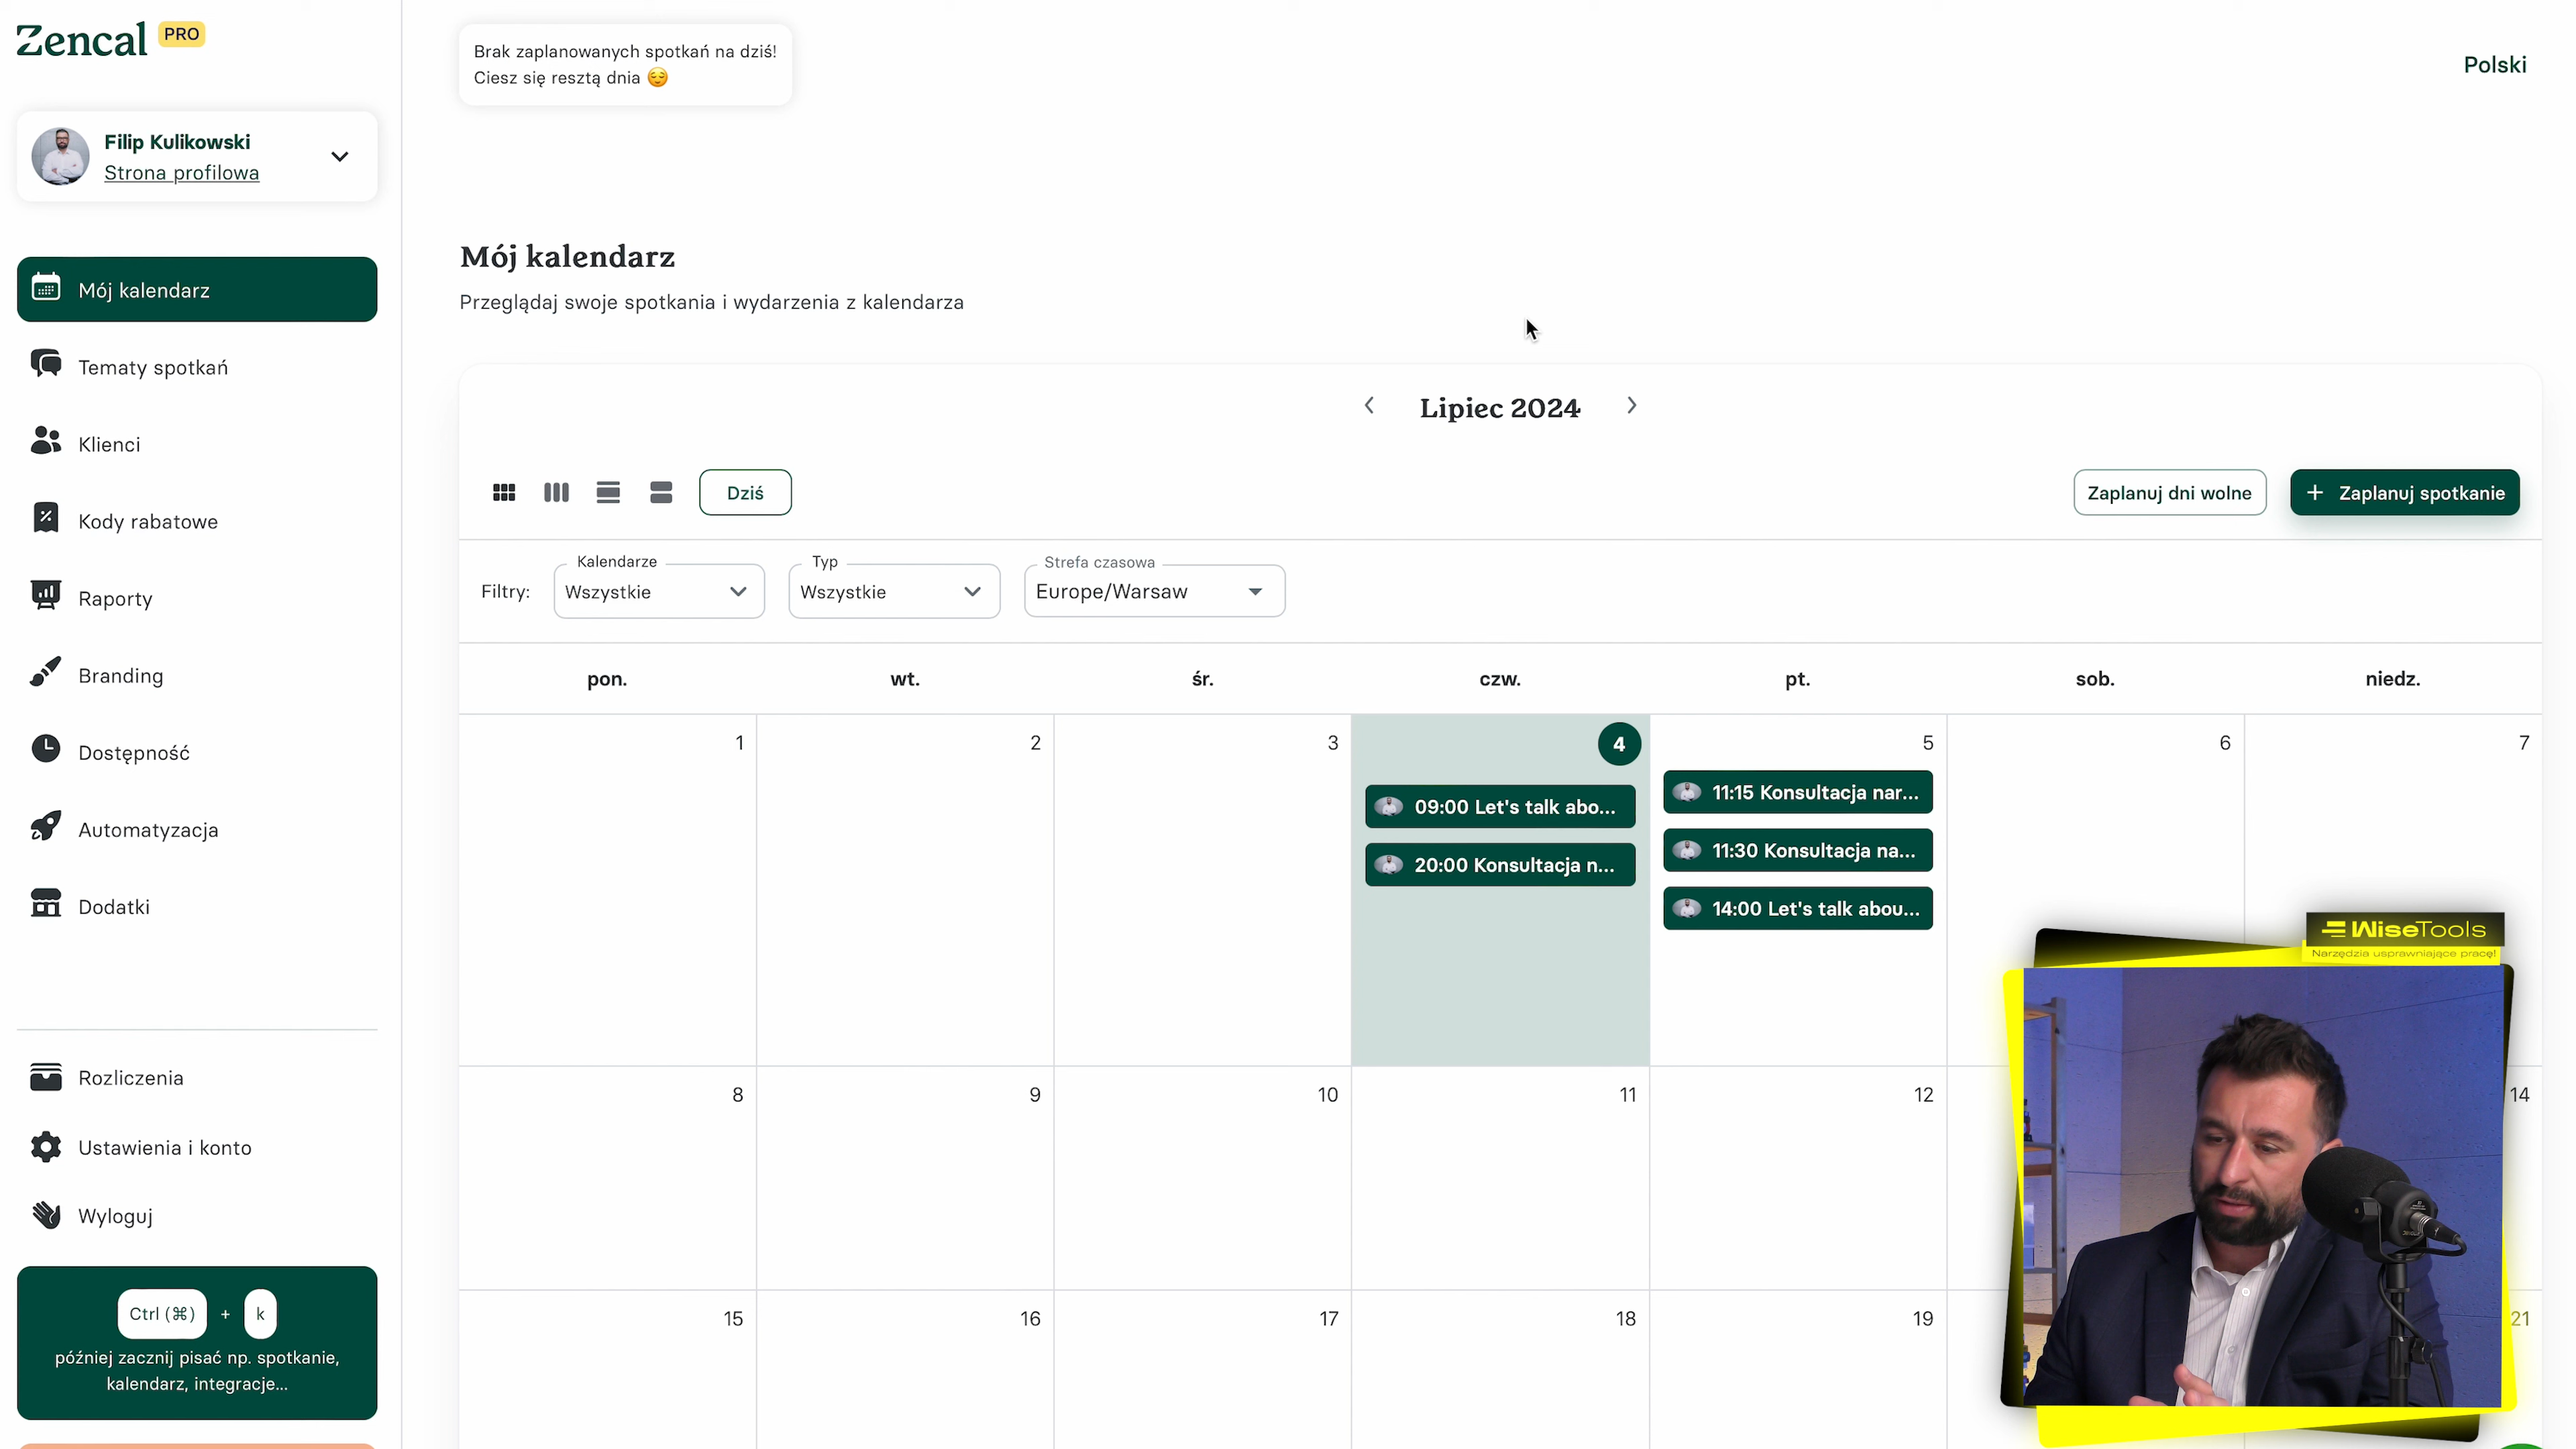 Zencal PRO
Filip Kulikowski
Strona profilowa
Mój kalendarz
Tematy spotkań
Klienci
Kody rabatowe
Raporty
Branding
Dostępność
Automatyzacja
Dodatki
Rozliczenia
Ustawienia i konto
Wyloguj
Ctrl (⌘) + k
później zacznij pisać np. spotkanie,
kalendarz, integracje...
Brak zaplanowanych spotkań na dziś!
Ciesz się resztą dnia 😌
Polski
Mój kalendarz
Przeglądaj swoje spotkania i wydarzenia z kalendarza
Lipiec 2024
Dziś
Zaplanuj dni wolne
+ Zaplanuj spotkanie
Filtry:
Kalendarze
Wszystkie
Typ
Wszystkie
Strefa czasowa
Europe/Warsaw
pon. wt. śr. czw. pt. sob. niedz.
1 2 3 4 5 6 7
09:00 Let's talk abo...
20:00 Konsultacja n...
11:15 Konsultacja nar...
11:30 Konsultacja na...
14:00 Let's talk abou...
WiseTools
Narzędzia usprawniające pracę!
8 9 10 11 12 14
15 16 17 18 19 21